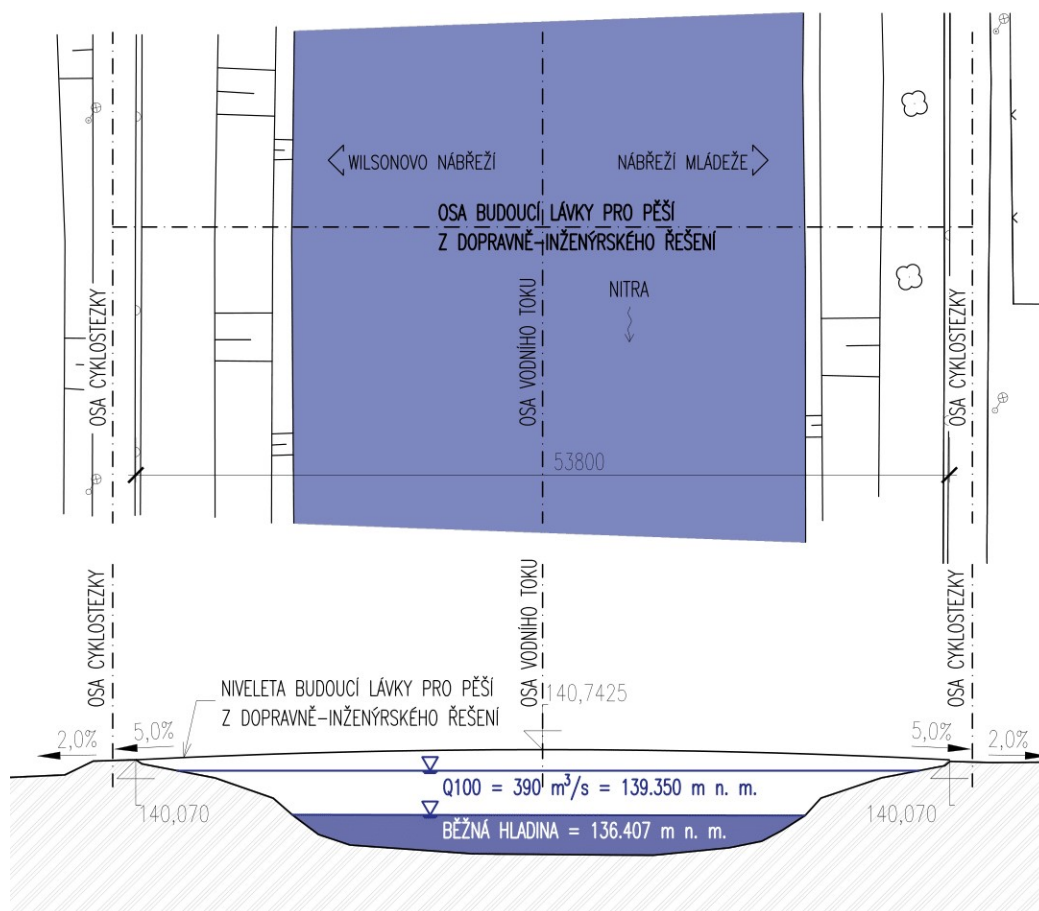 WILSONOVO NÁBŘEŽÍ
NÁBŘEŽÍ MLÁDEŽE
OSA BUDOUCÍ LÁVKY PRO PĚŠÍ
Z DOPRAVNĚ-INŽENÝRSKÉHO ŘEŠENÍ
NITRA
OSA CYKLOSTEZKY
OSA VODNÍHO TOKU
OSA CYKLOSTEZKY
53800
OSA CYKLOSTEZKY
OSA VODNÍHO TOKU
OSA CYKLOSTEZKY
NIVELETA BUDOUCÍ LÁVKY PRO PĚŠÍ
Z DOPRAVNĚ-INŽENÝRSKÉHO ŘEŠENÍ
140,7425
2,0%
5,0%
5,0%
2,0%
Q100 = 390 m³/s = 139.350 m n. m.
140,070
140,070
BĚŽNÁ HLADINA = 136.407 m n. m.